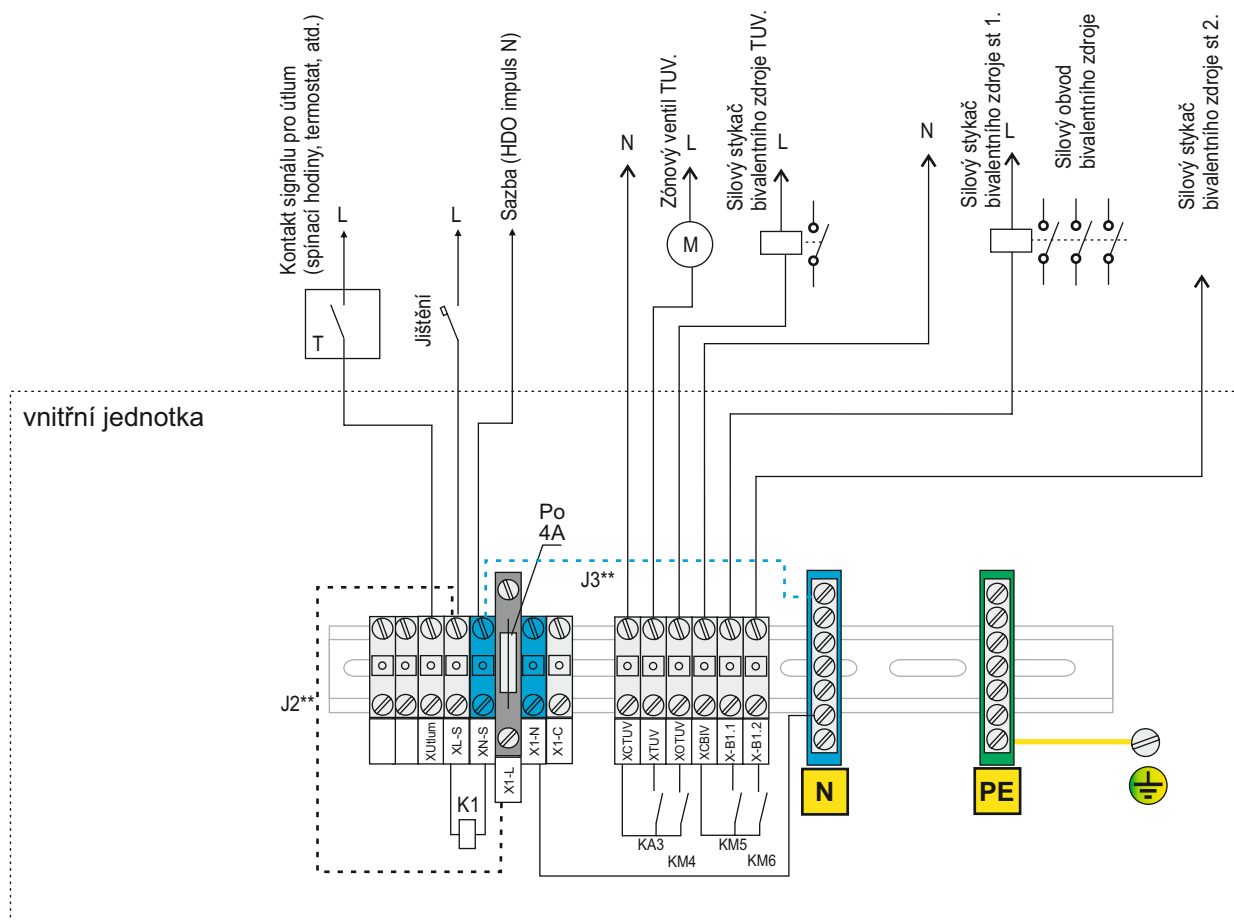 Kontakt signálu pro útlum
(spínací hodiny, termostat, atd.)
L
T
Jištění
L
Sazba (HDO impuls N)
N
Zónový ventil TUV.
L
M
Silový stykač
bivalentního zdroje TUV.
L
N
Silový stykač
bivalentního zdroje st 1.
L
Silový obvod
bivalentního zdroje
Silový stykač
bivalentního zdroje st 2.
vnitřní jednotka
Po
4A
J3**
J2**
XUtlum
XL-S
XN-S
X1-L
X1-N
X1-C
XCTUV
XTUV
XOTUV
XCBIV
X-B1.1
X-B1.2
K1
KA3
KM4
KM5
KM6
N
PE